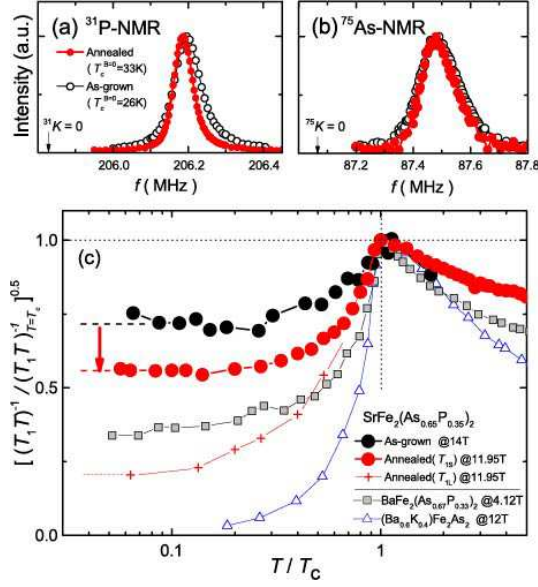 (a) ³¹P-NMR
Annealed
(T_c^{B=0}=33K)
As-grown
(T_c^{B=0}=26K)
³¹K = 0
Intensity (a.u.)
206.0 206.2 206.4
f ( MHz )
(b) ⁷⁵As-NMR
⁷⁵K = 0
87.2 87.4 87.6 87.8
f ( MHz )
(c)
1.0
0.5
0.0
[ (T₁T)⁻¹ / (T₁T)⁻¹_{T=T_c} ]^{0.5}
SrFe₂(As₀.₆₅P₀.₃₅)₂
As-grown @14T
Annealed(T₁S) @11.95T
Annealed(T₁L) @11.95T
BaFe₂(As₀.₆₇P₀.₃₃)₂ @4.12T
(Ba₀.₆K₀.₄)Fe₂As₂ @12T
0.1 1
T / T_C